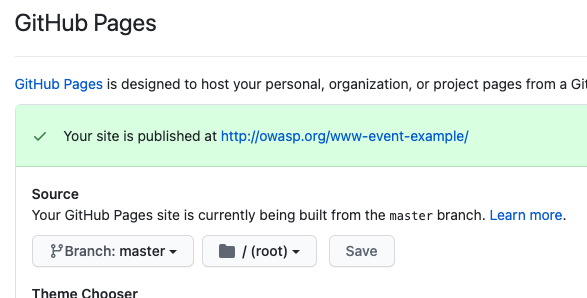 GitHub Pages
GitHub Pages is designed to host your personal, organization, or project pages from a Git
Your site is published at http://owasp.org/www-event-example/
Source
Your GitHub Pages site is currently being built from the master branch. Learn more.
Branch: master / (root) Save
Theme Chooser